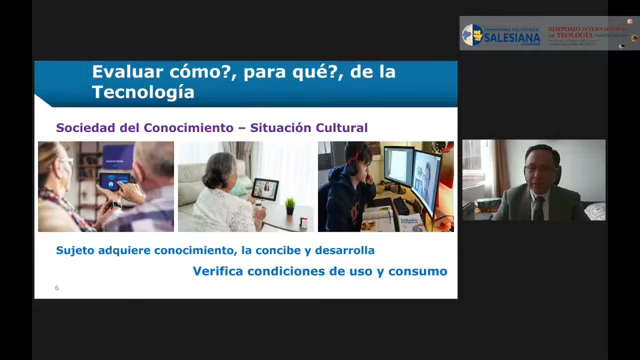 SALESIANA
SIMPOSIO INTERNACIONAL
DE TEOLOGÍA
Evaluar cómo?, para qué?, de la
Tecnología
Sociedad del Conocimiento – Situación Cultural
Sujeto adquiere conocimiento, la concibe y desarrolla
Verifica condiciones de uso y consumo
6